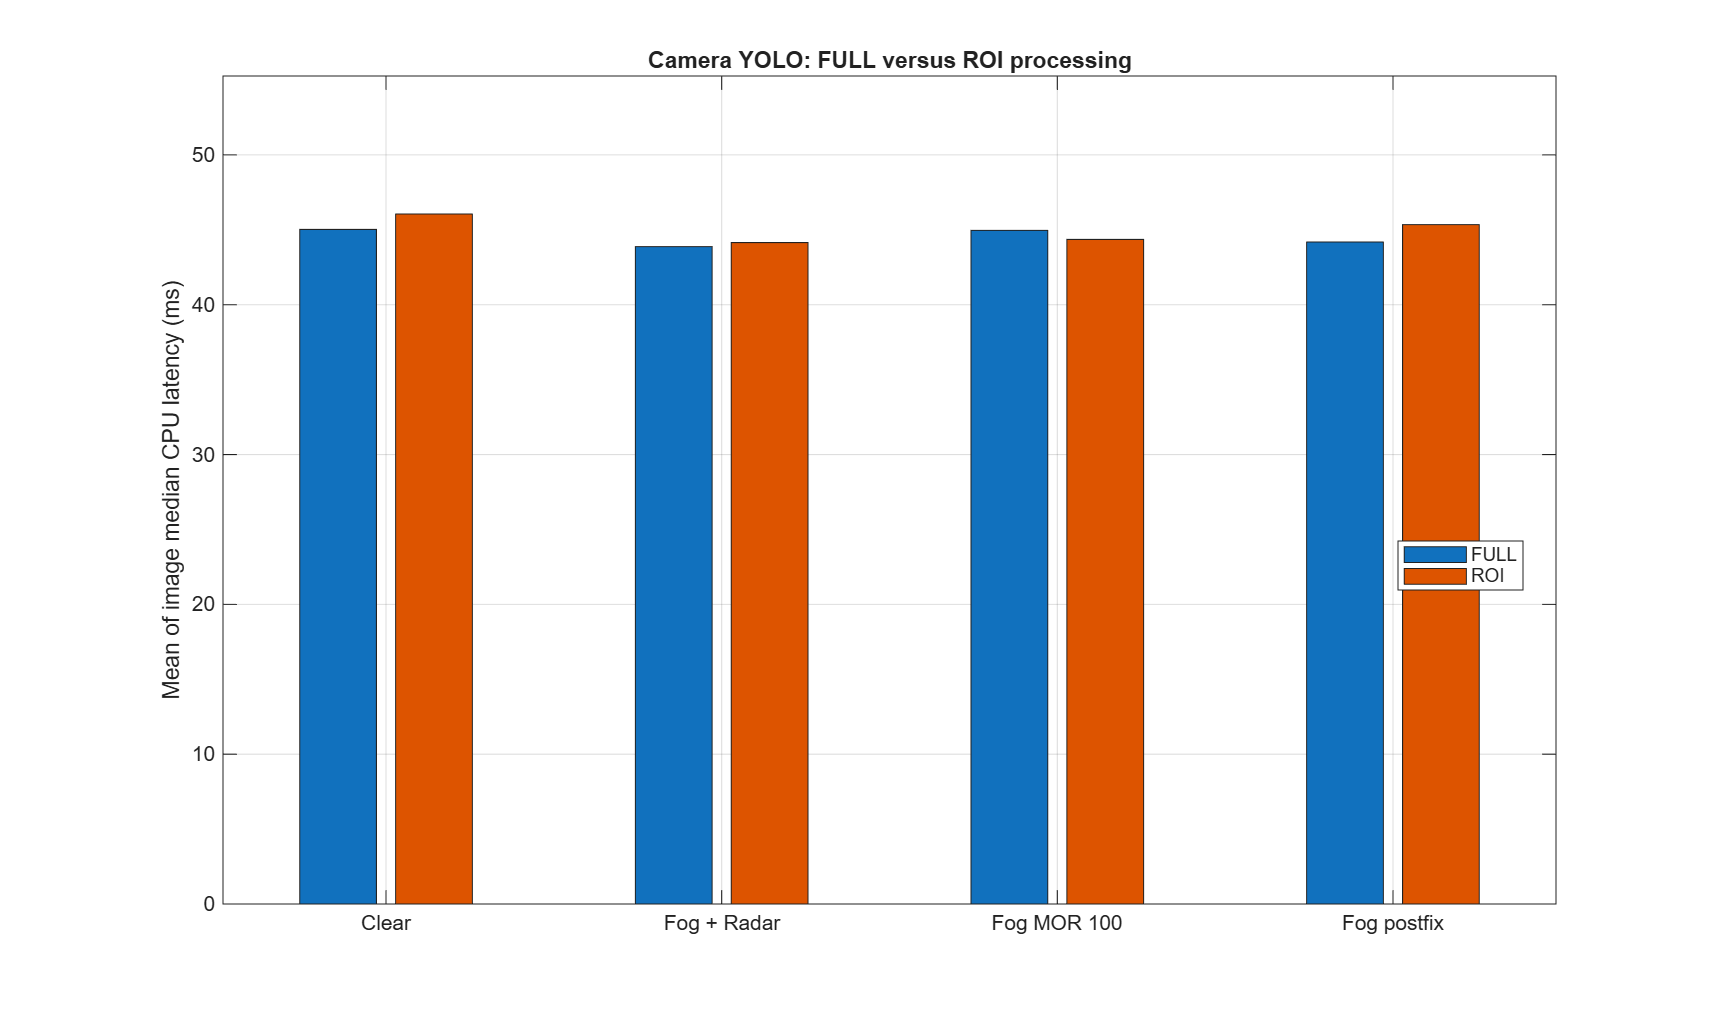 Camera YOLO: FULL versus ROI processing
Mean of image median CPU latency (ms)
50
40
30
20
10
0
FULL
ROI
Clear
Fog + Radar
Fog MOR 100
Fog postfix